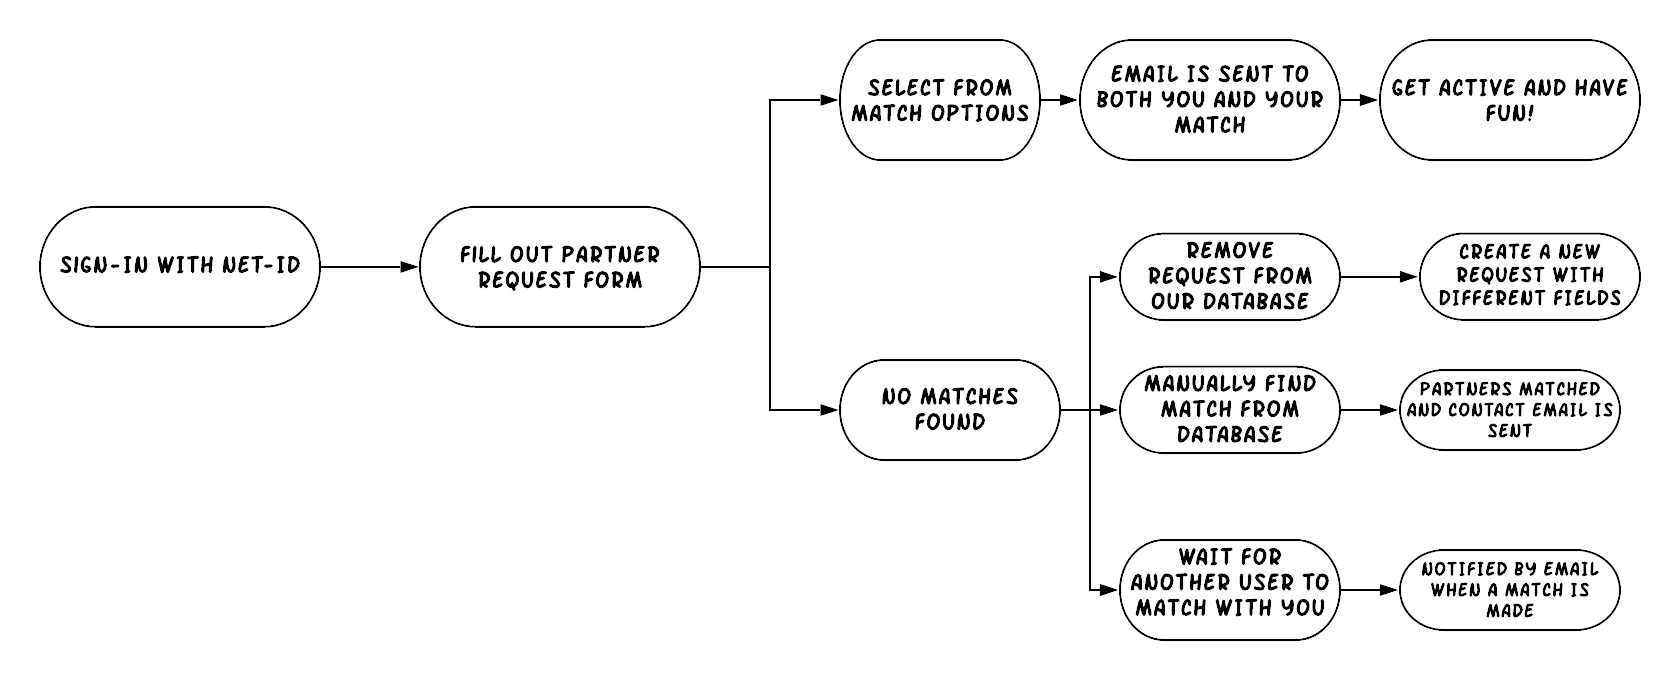 SIGN-IN WITH NET-ID
FILL OUT PARTNER
REQUEST FORM
SELECT FROM
MATCH OPTIONS
EMAIL IS SENT TO
BOTH YOU AND YOUR
MATCH
GET ACTIVE AND HAVE
FUN!
NO MATCHES
FOUND
REMOVE
REQUEST FROM
OUR DATABASE
CREATE A NEW
REQUEST WITH
DIFFERENT FIELDS
MANUALLY FIND
MATCH FROM
DATABASE
PARTNERS MATCHED
AND CONTACT EMAIL IS
SENT
WAIT FOR
ANOTHER USER TO
MATCH WITH YOU
NOTIFIED BY EMAIL
WHEN A MATCH IS
MADE